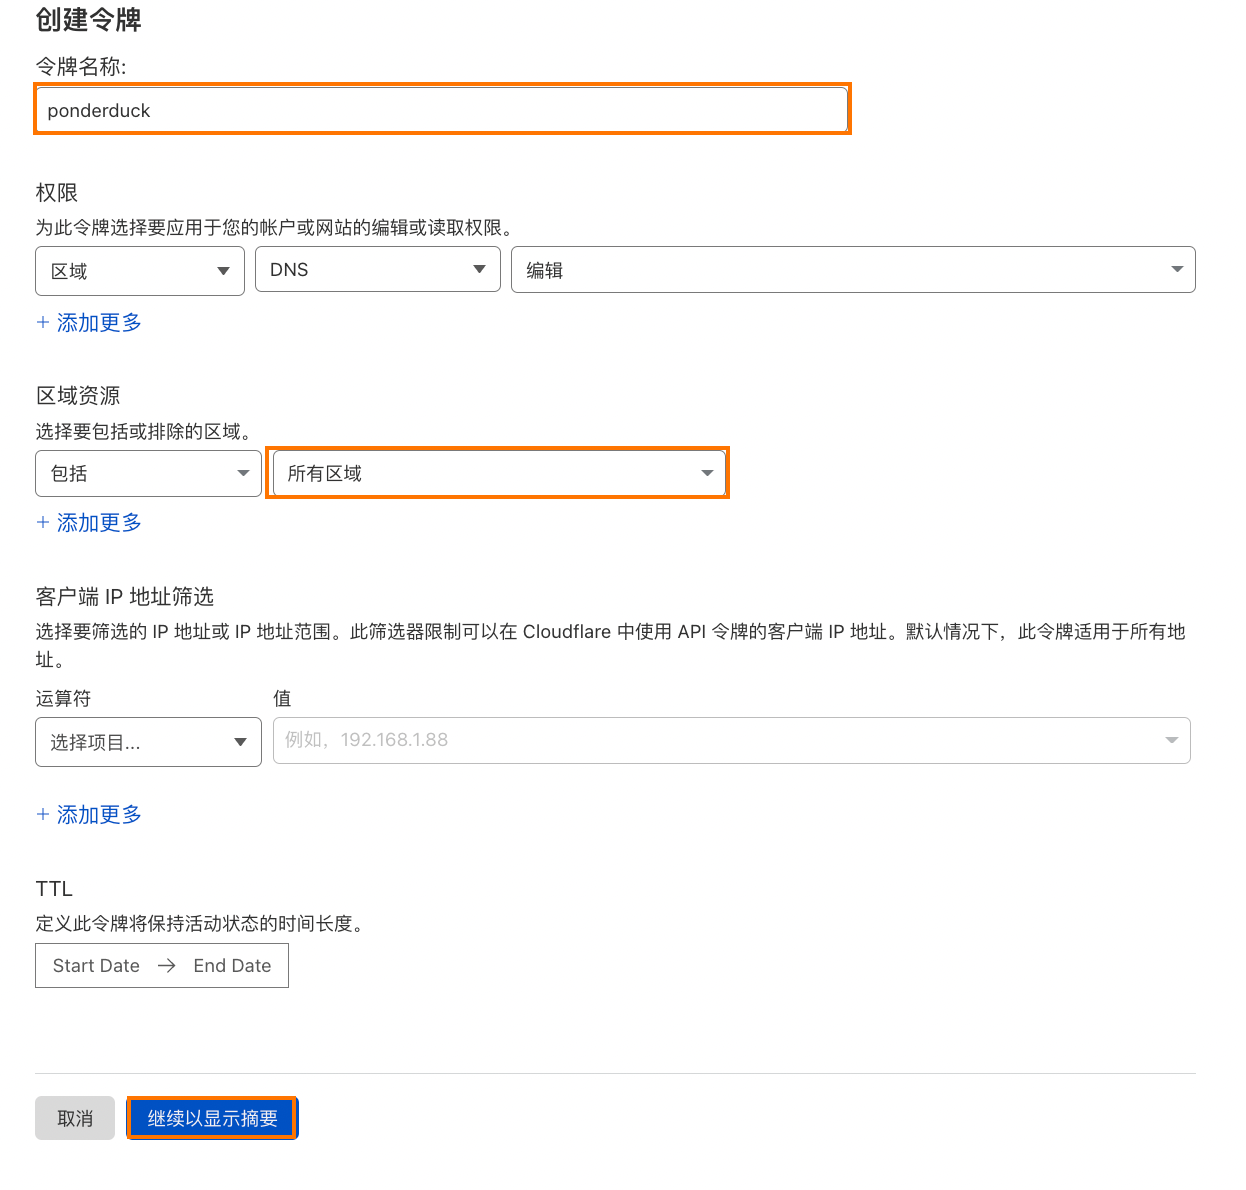 创建令牌
令牌名称:
ponderduck
权限
为此令牌选择要应用于您的帐户或网站的编辑或读取权限。
区域 DNS 编辑
+ 添加更多
区域资源
选择要包括或排除的区域。
包括 所有区域
+ 添加更多
客户端 IP 地址筛选
选择要筛选的 IP 地址或 IP 地址范围。此筛选器限制可以在 Cloudflare 中使用 API 令牌的客户端 IP 地址。默认情况下，此令牌适用于所有地
址。
运算符 值
选择项目... 例如，192.168.1.88
+ 添加更多
TTL
定义此令牌将保持活动状态的时间长度。
Start Date → End Date
取消 继续以显示摘要